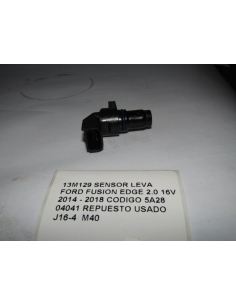 13M129 SENSOR LEVA
FORD FUSION EDGE 2.0 16V
2014 - 2018 CODIGO 5A28
04041 REPUESTO USADO
J16-4 M40